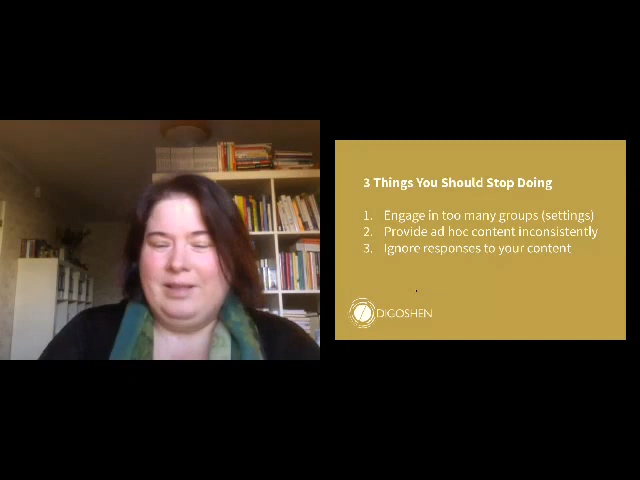 3 Things You Should Stop Doing
1. Engage in too many groups (settings)
2. Provide ad hoc content inconsistently
3. Ignore responses to your content
DIGOSHEN